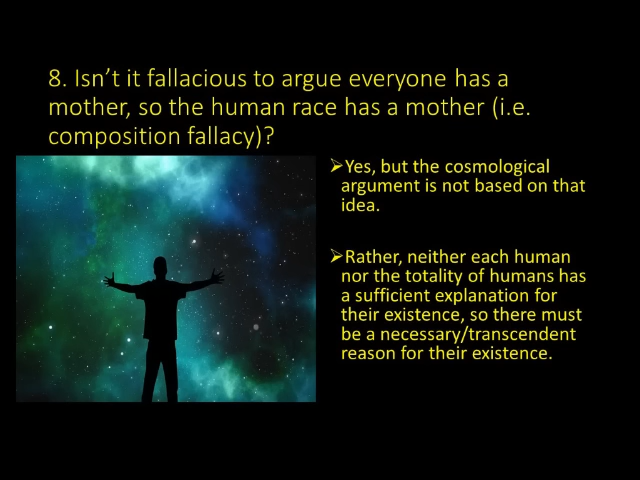 8. Isn’t it fallacious to argue everyone has a
mother, so the human race has a mother (i.e.
composition fallacy)?
➢Yes, but the cosmological
argument is not based on that
idea.
➢Rather, neither each human
nor the totality of humans has
a sufficient explanation for
their existence, so there must
be a necessary/transcendent
reason for their existence.